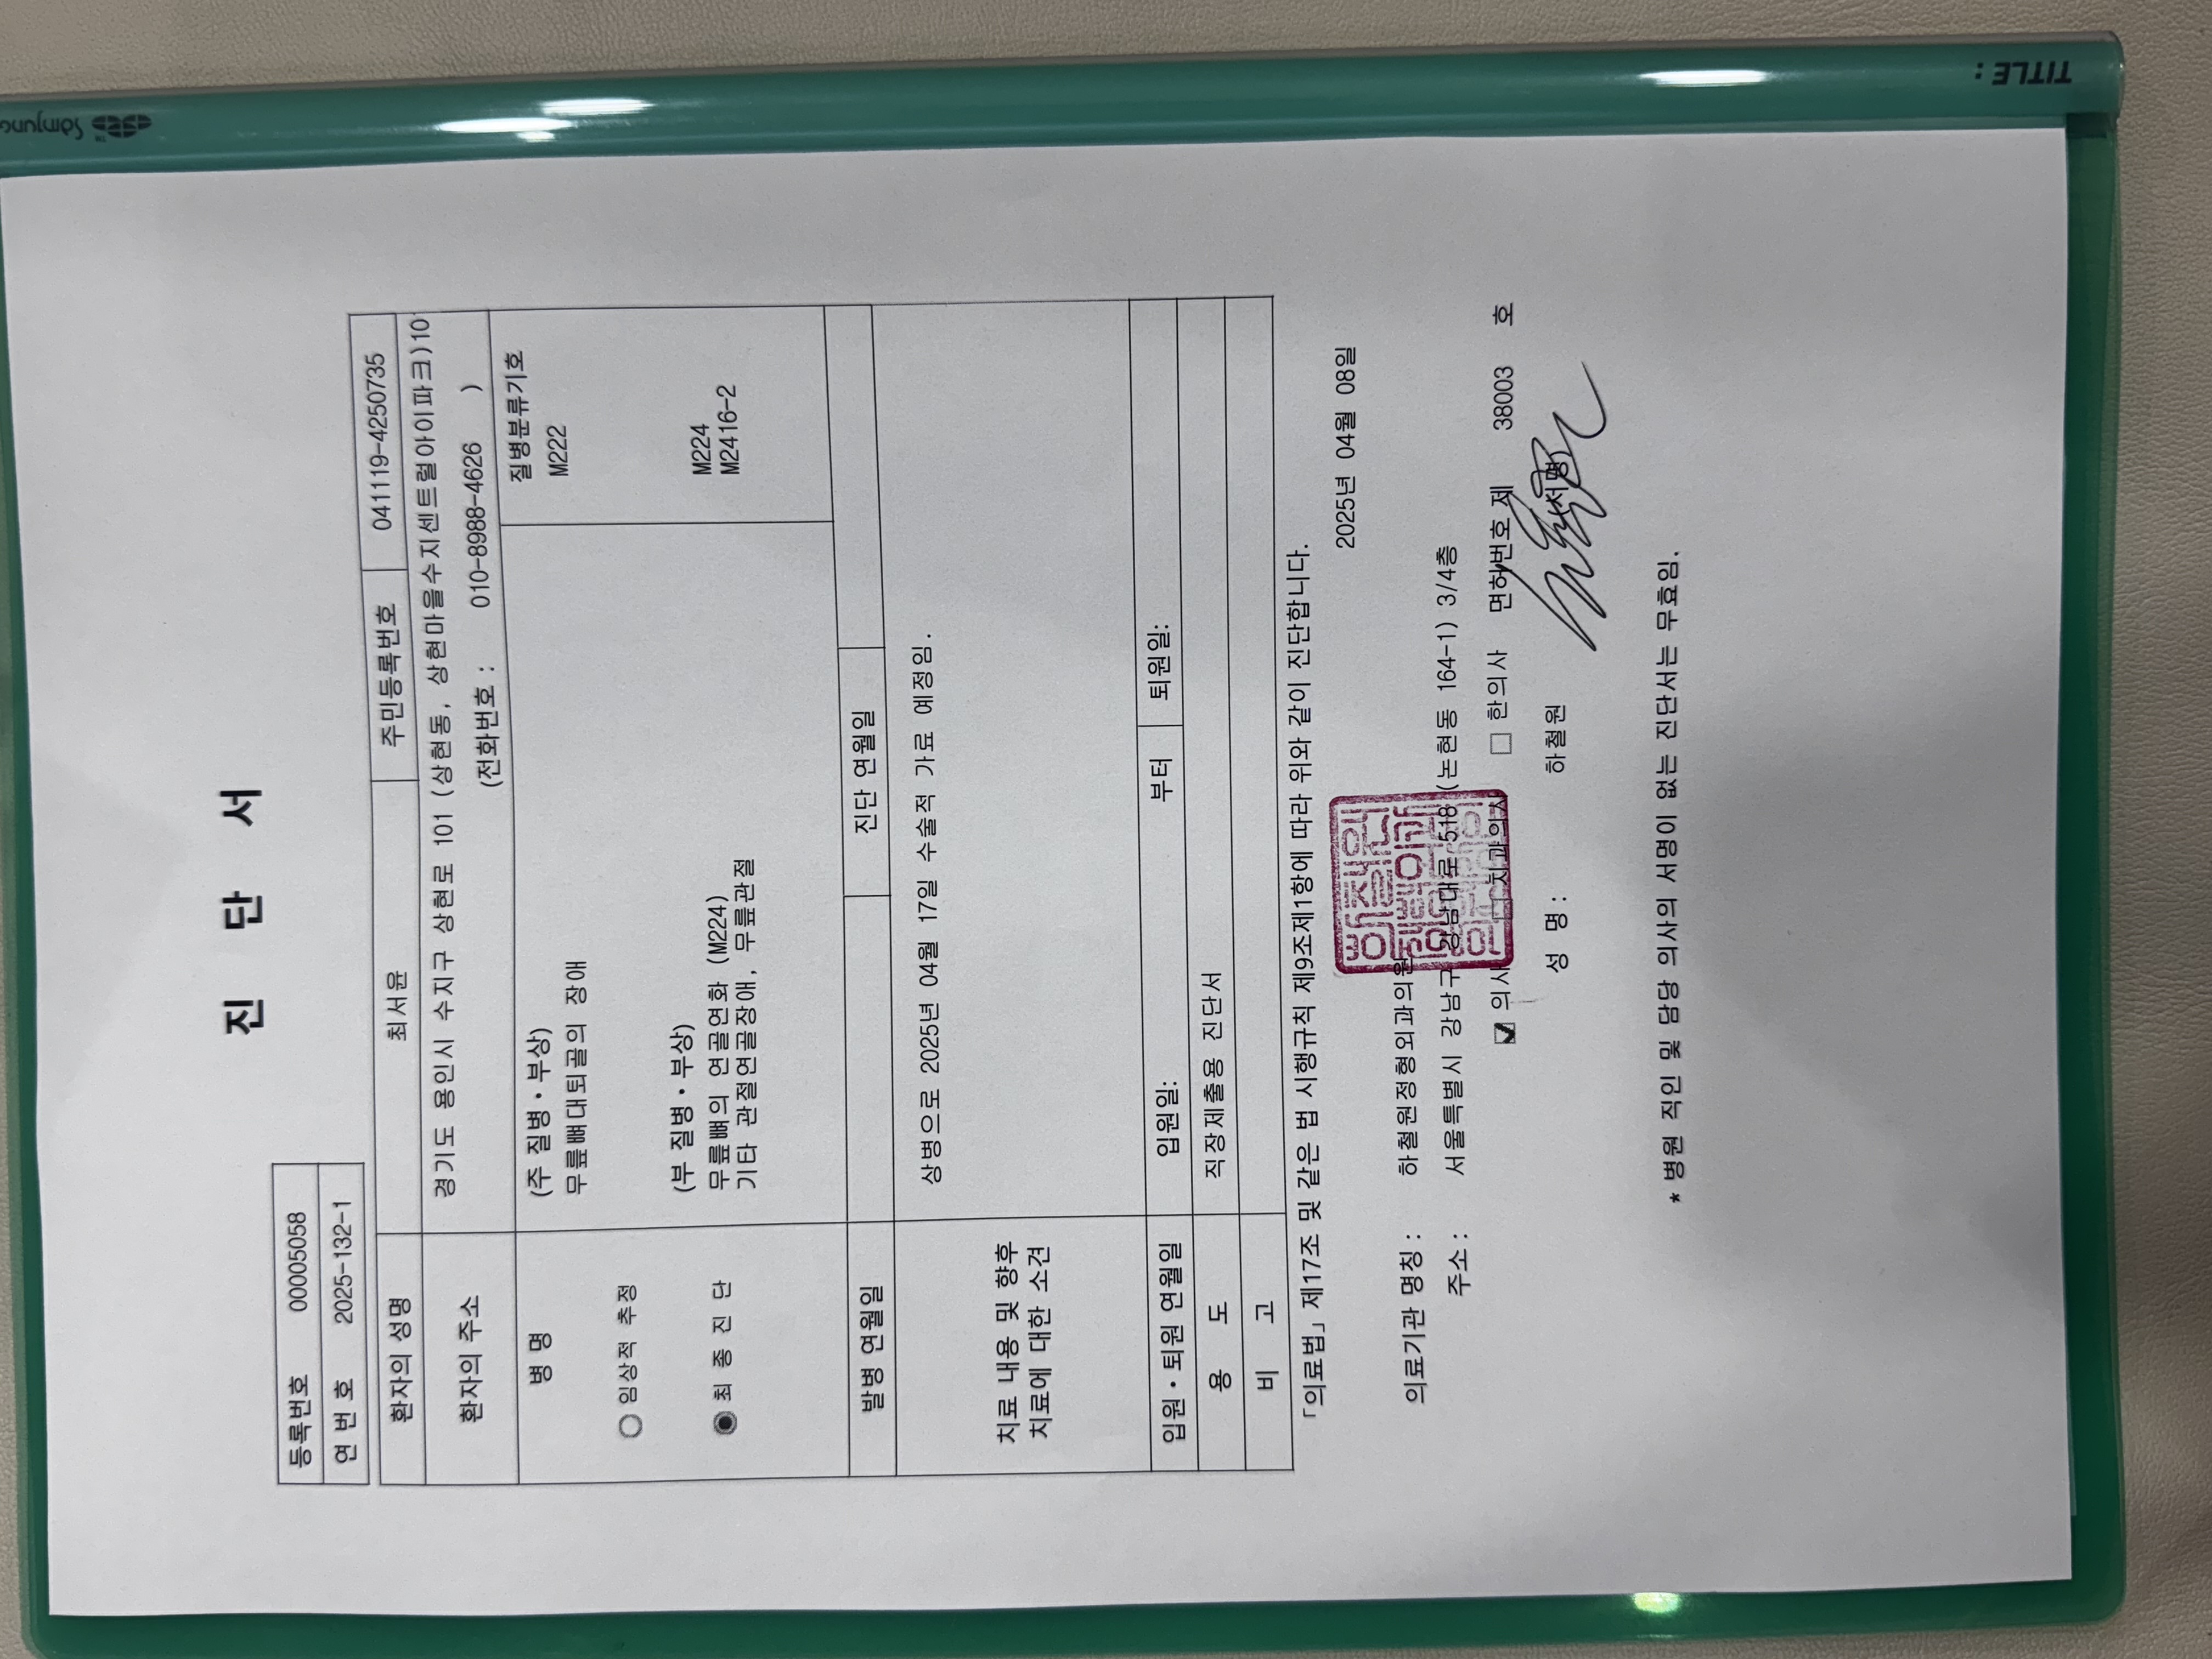 TITLE :
Samjung
진 단 서
등록번호 00005058
연 번 호 2025-132-1
환자의 성명 최서윤 주민등록번호 041119-4250735
환자의 주소 경기도 용인시 수지구 상현로 101 (상현동, 상현마을수지센트럴아이파크)10
(전화번호 : 010-8988-4626 )
병 명
○ 임상적 추정
◉ 최 종 진 단
(주 질병·부상) 질병분류기호
무릎뼈대퇴골의 장애 M222
(부 질병·부상)
무릎뼈의 연골연화 (M224) M224
기타 관절연골장애, 무릎관절 M2416-2
발병 연월일 진단 연월일
치료 내용 및 향후
치료에 대한 소견
상병으로 2025년 04월 17일 수술적 가료 예정임.
입원·퇴원 연월일 입원일: 부터 퇴원일:
용 도 직장제출용 진단서
비 고
「의료법」 제17조 및 같은 법 시행규칙 제9조제1항에 따라 위와 같이 진단합니다.
2025년 04월 08일
의료기관 명칭 : 하철원정형외과의원
주소 : 서울특별시 강남구 강남대로 518 (논현동 164-1) 3/4층
☑ 의사 □ 치과의사 □ 한의사 면허번호 제 38003 호
성 명 : 하철원 (서명)
* 병원 직인 및 담당 의사의 서명이 없는 진단서는 무효임.